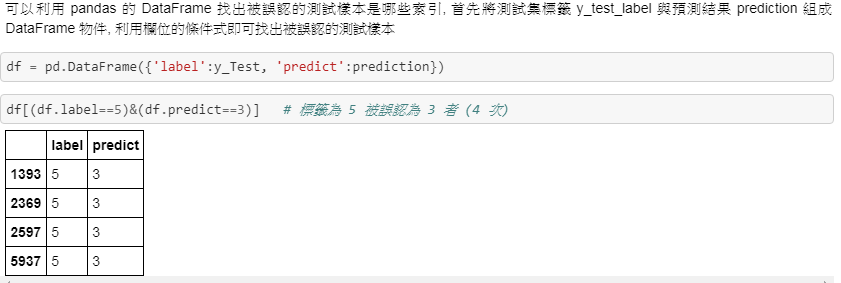 可以利用 pandas 的 DataFrame 找出被誤認的測試樣本是哪些索引, 首先將測試集標籤 y_test_label 與預測結果 prediction 組成
DataFrame 物件, 利用欄位的條件式即可找出被誤認的測試樣本
df = pd.DataFrame({'label':y_Test, 'predict':prediction})
df[(df.label==5)&(df.predict==3)] # 標籤為 5 被誤認為 3 者 (4 次)
label predict
1393 5 3
2369 5 3
2597 5 3
5937 5 3